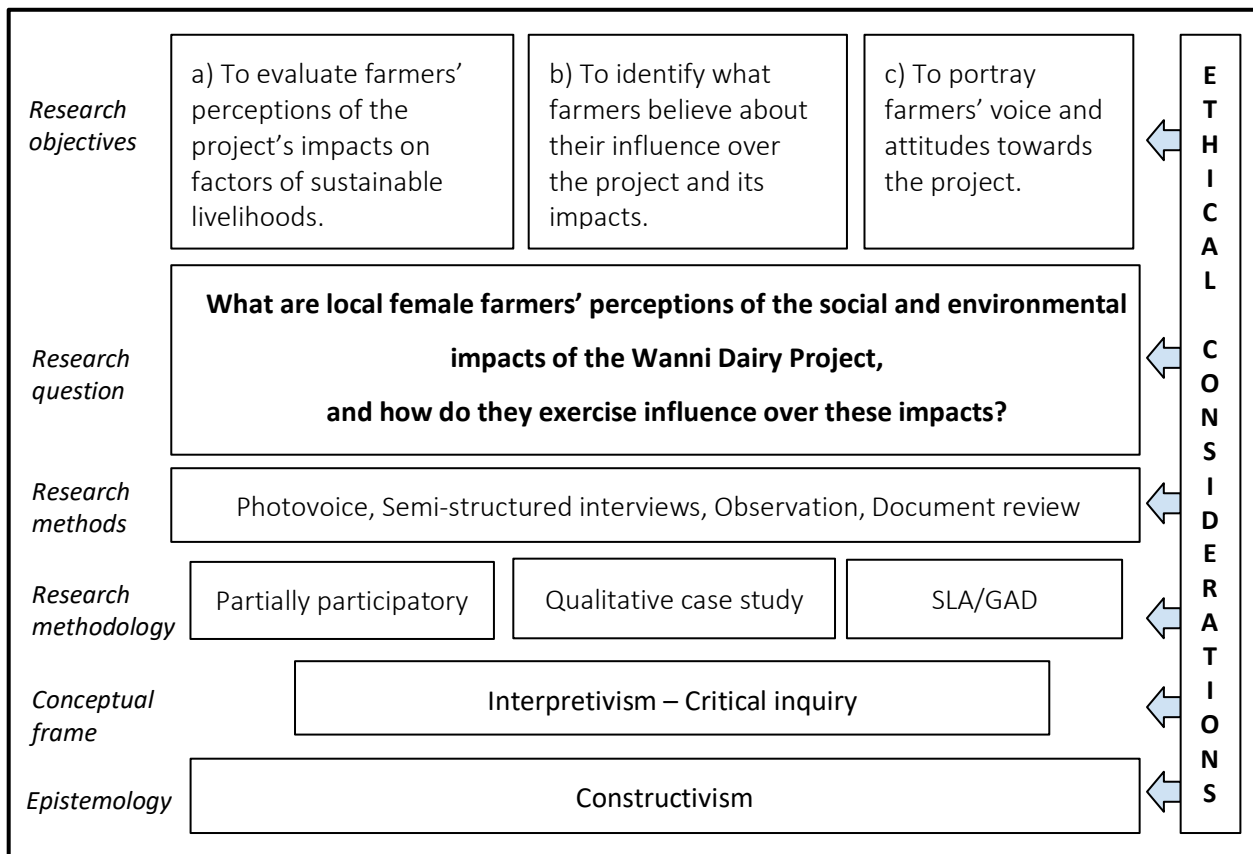 Research
objectives
a) To evaluate farmers’
perceptions of the
project’s impacts on
factors of sustainable
livelihoods.
b) To identify what
farmers believe about
their influence over
the project and its
impacts.
c) To portray
farmers’ voice and
attitudes towards
the project.
Research
question
What are local female farmers’ perceptions of the social and environmental
impacts of the Wanni Dairy Project,
and how do they exercise influence over these impacts?
Research
methods
Photovoice, Semi-structured interviews, Observation, Document review
Research
methodology
Partially participatory
Qualitative case study
SLA/GAD
Conceptual
frame
Interpretivism – Critical inquiry
Epistemology
Constructivism
ETHICAL CONSIDERATIONS